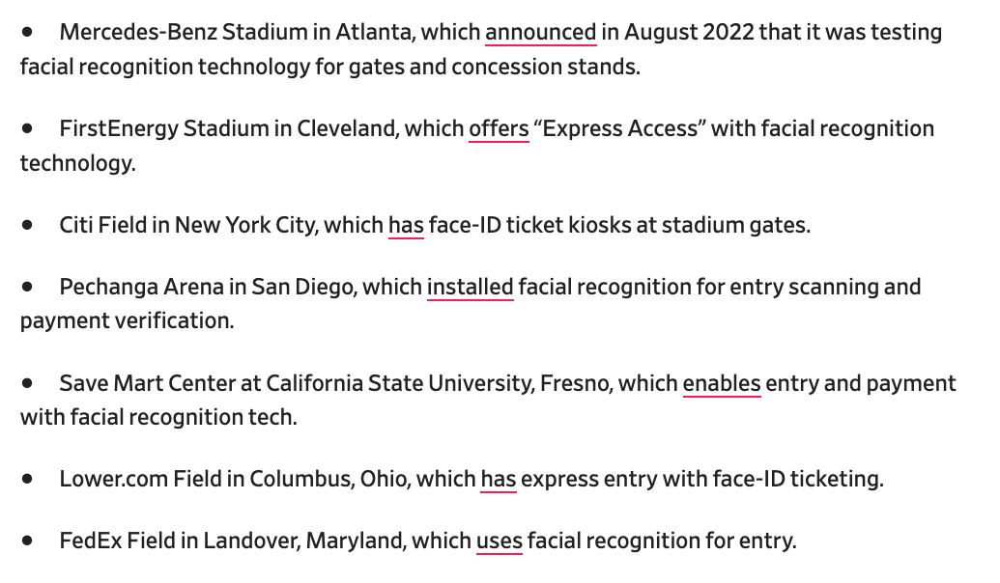 ● Mercedes-Benz Stadium in Atlanta, which announced in August 2022 that it was testing
facial recognition technology for gates and concession stands.
● FirstEnergy Stadium in Cleveland, which offers “Express Access” with facial recognition
technology.
● Citi Field in New York City, which has face-ID ticket kiosks at stadium gates.
● Pechanga Arena in San Diego, which installed facial recognition for entry scanning and
payment verification.
● Save Mart Center at California State University, Fresno, which enables entry and payment
with facial recognition tech.
● Lower.com Field in Columbus, Ohio, which has express entry with face-ID ticketing.
● FedEx Field in Landover, Maryland, which uses facial recognition for entry.